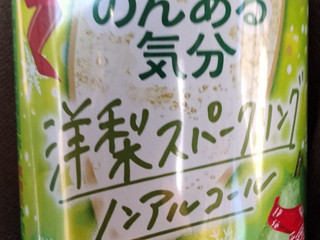 のんある
気分
洋梨スパークリング
ノンアルコール